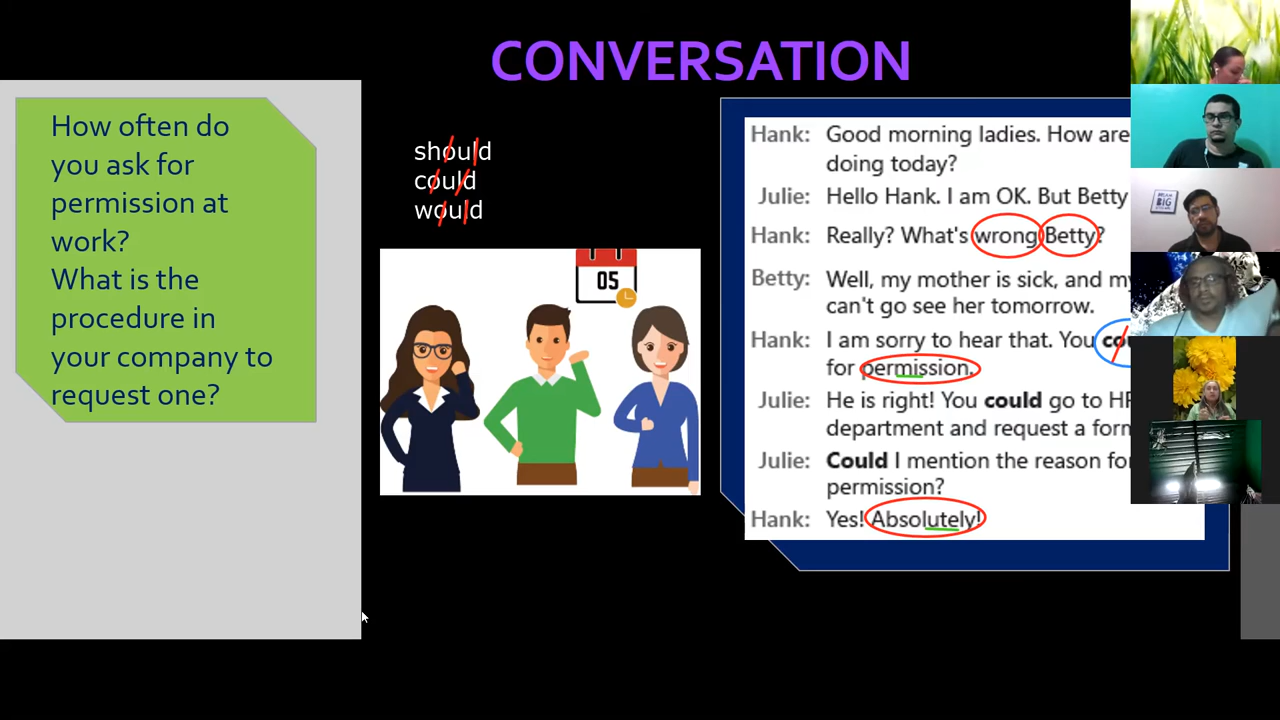 CONVERSATION
How often do
you ask for
permission at
work?
What is the
procedure in
your company to
request one?
should
could
would
05
Hank: Good morning ladies. How are
doing today?
Julie: Hello Hank. I am OK. But Betty
Hank: Really? What's wrong Betty?
Betty: Well, my mother is sick, and my
can't go see her tomorrow.
Hank: I am sorry to hear that. You
for permission.
Julie: He is right! You could go to HR
department and request a form
Julie: Could I mention the reason for
permission?
Hank: Yes! Absolutely!
BIG